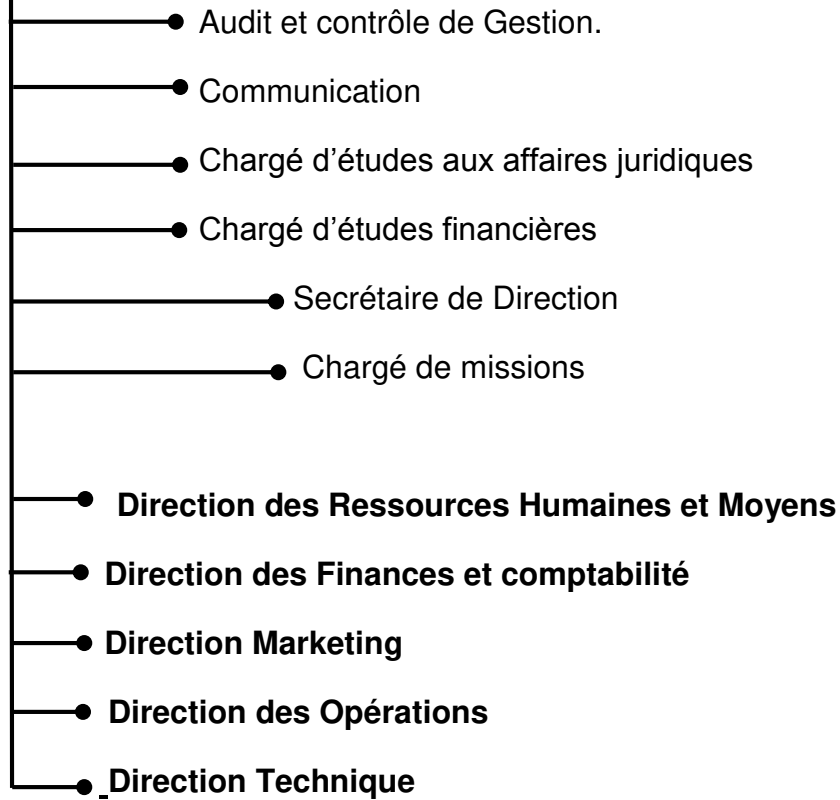 Audit et contrôle de Gestion.
Communication
Chargé d’études aux affaires juridiques
Chargé d’études financières
Secrétaire de Direction
Chargé de missions
Direction des Ressources Humaines et Moyens
Direction des Finances et comptabilité
Direction Marketing
Direction des Opérations
Direction Technique